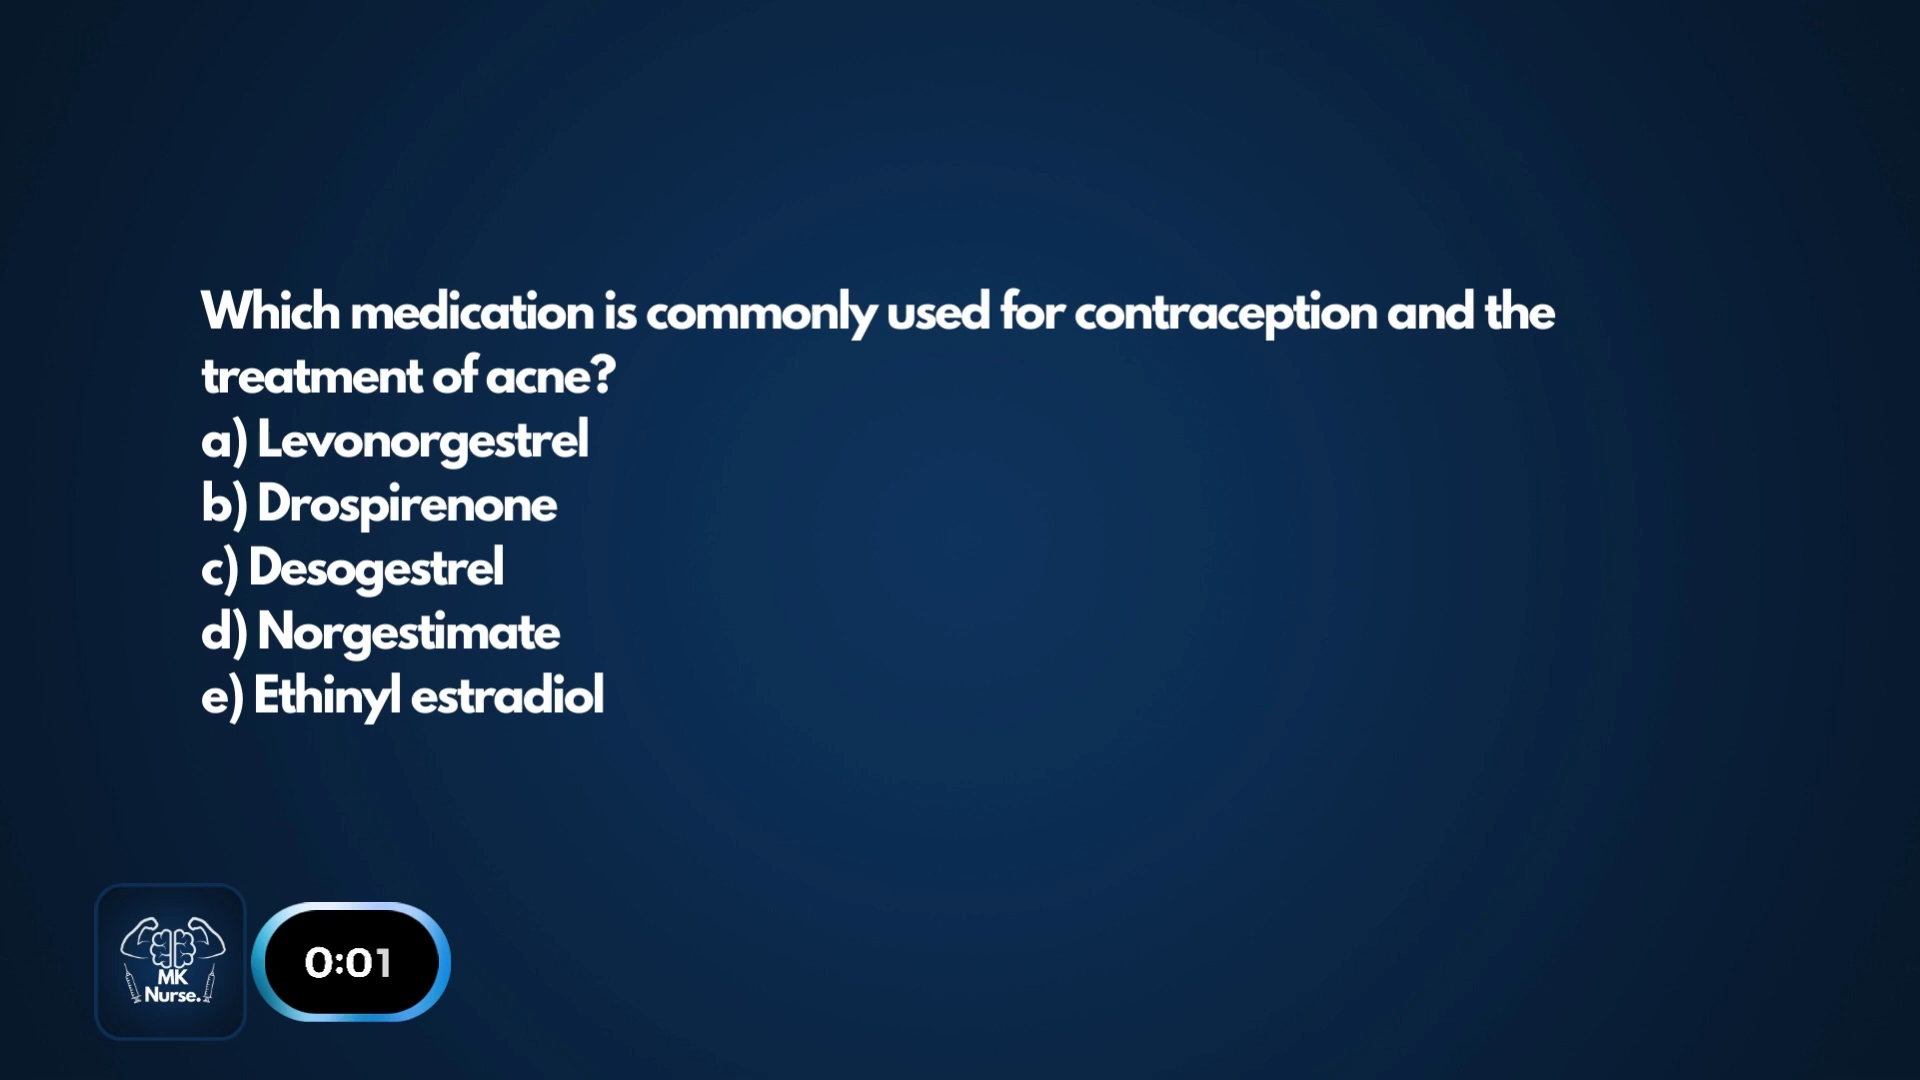 Which medication is commonly used for contraception and the
treatment of acne?
a) Levonorgestrel
b) Drospirenone
c) Desogestrel
d) Norgestimate
e) Ethinyl estradiol
MK
Nurse.
0:01